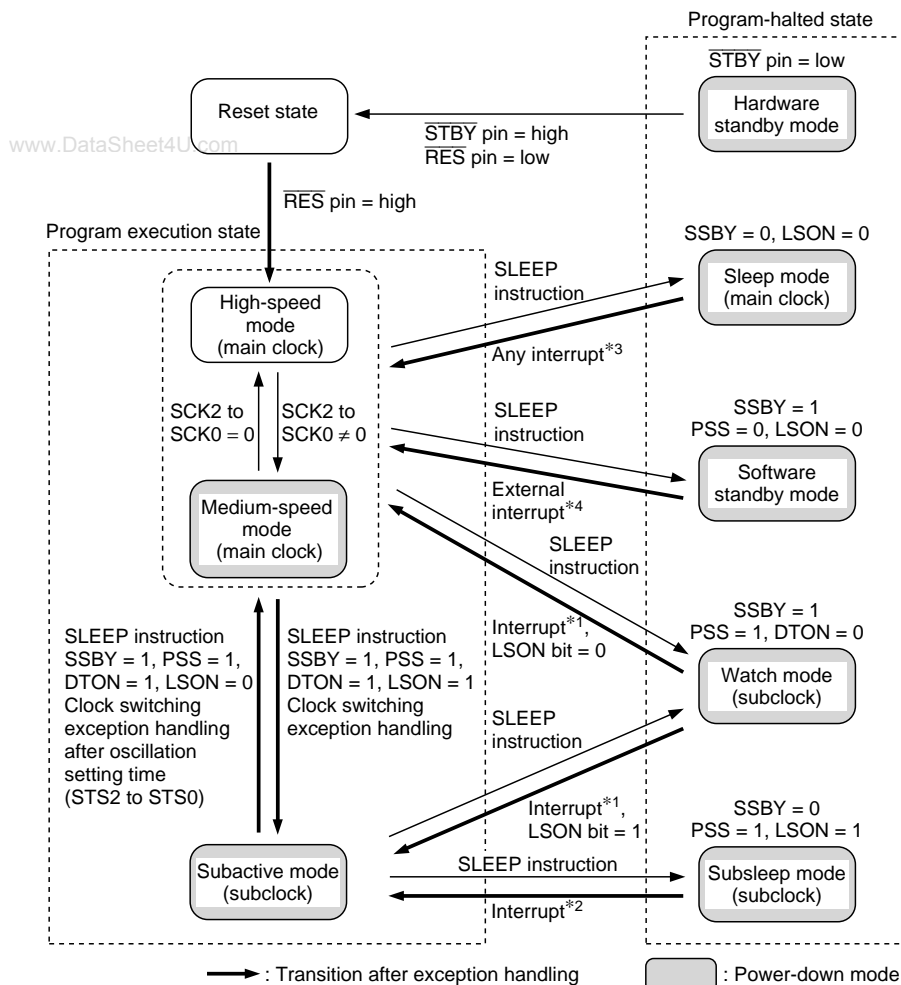 Program-halted state
STBY pin = low
Hardware
standby mode
Reset state
STBY pin = high
RES pin = low
www.DataSheet4U.com
RES pin = high
Program execution state
SSBY = 0, LSON = 0
Sleep mode
(main clock)
SLEEP
instruction
Any interrupt*3
High-speed
mode
(main clock)
SCK2 to
SCK0 = 0
SCK2 to
SCK0 ≠ 0
SLEEP
instruction
External
interrupt*4
SSBY = 1
PSS = 0, LSON = 0
Software
standby mode
Medium-speed
mode
(main clock)
SLEEP
instruction
Interrupt*1,
LSON bit = 0
SSBY = 1
PSS = 1, DTON = 0
Watch mode
(subclock)
SLEEP instruction
SSBY = 1, PSS = 1,
DTON = 1, LSON = 0
Clock switching
exception handling
after oscillation
setting time
(STS2 to STS0)
SLEEP instruction
SSBY = 1, PSS = 1,
DTON = 1, LSON = 1
Clock switching
exception handling
SLEEP
instruction
Interrupt*1,
LSON bit = 1
SSBY = 0
PSS = 1, LSON = 1
Subsleep mode
(subclock)
Subactive mode
(subclock)
SLEEP instruction
Interrupt*2
: Transition after exception handling
: Power-down mode